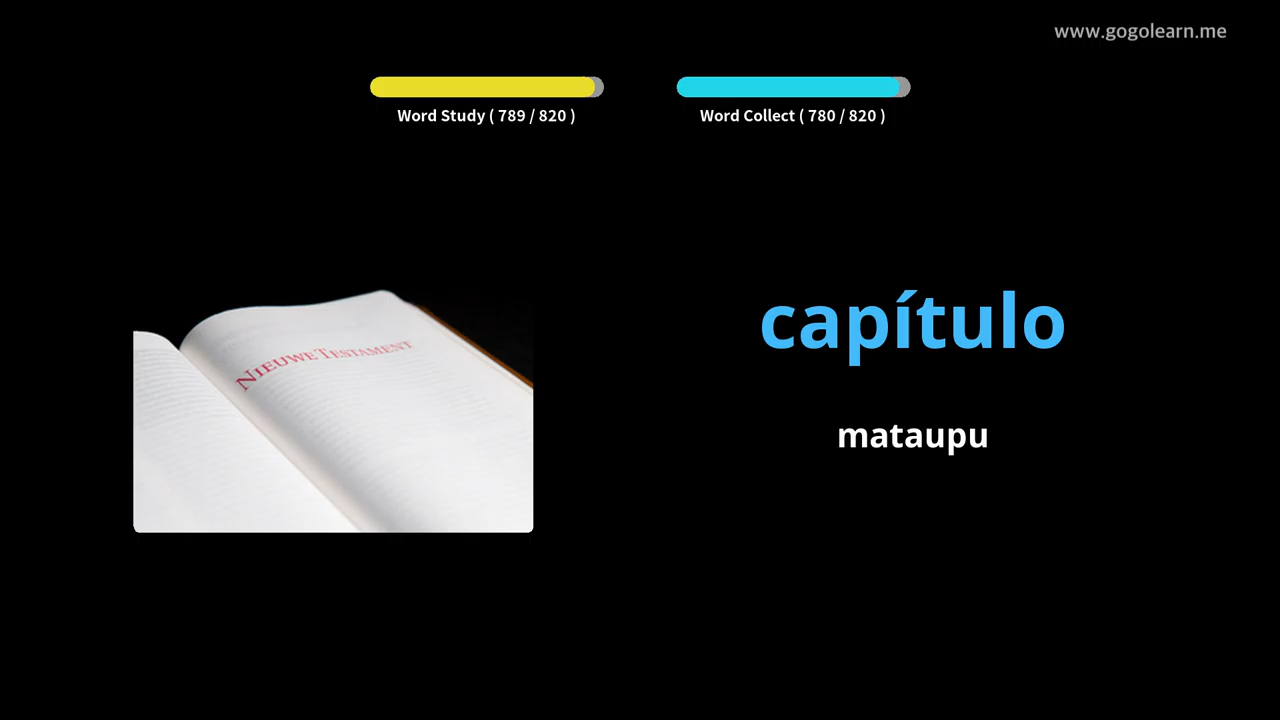 www.gogolearn.me
Word Study ( 789 / 820 )
Word Collect ( 780 / 820 )
NIEUWE TESTAMENT
capítulo
mataupu